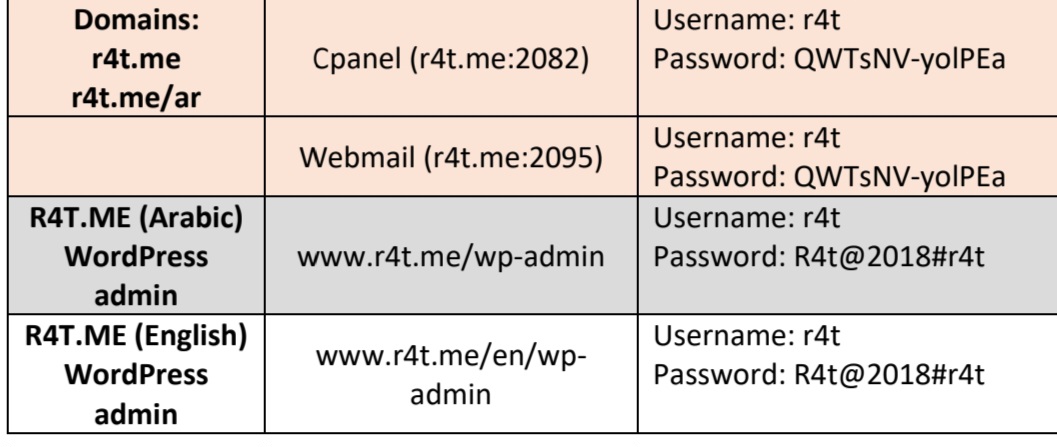 Domains:
r4t.me
r4t.me/ar
Cpanel (r4t.me:2082)
Username: r4t
Password: QWTsNV-yolPEa
Webmail (r4t.me:2095)
Username: r4t
Password: QWTsNV-yolPEa
R4T.ME (Arabic)
WordPress
admin
www.r4t.me/wp-admin
Username: r4t
Password: R4t@2018#r4t
R4T.ME (English)
WordPress
admin
www.r4t.me/en/wp-
admin
Username: r4t
Password: R4t@2018#r4t